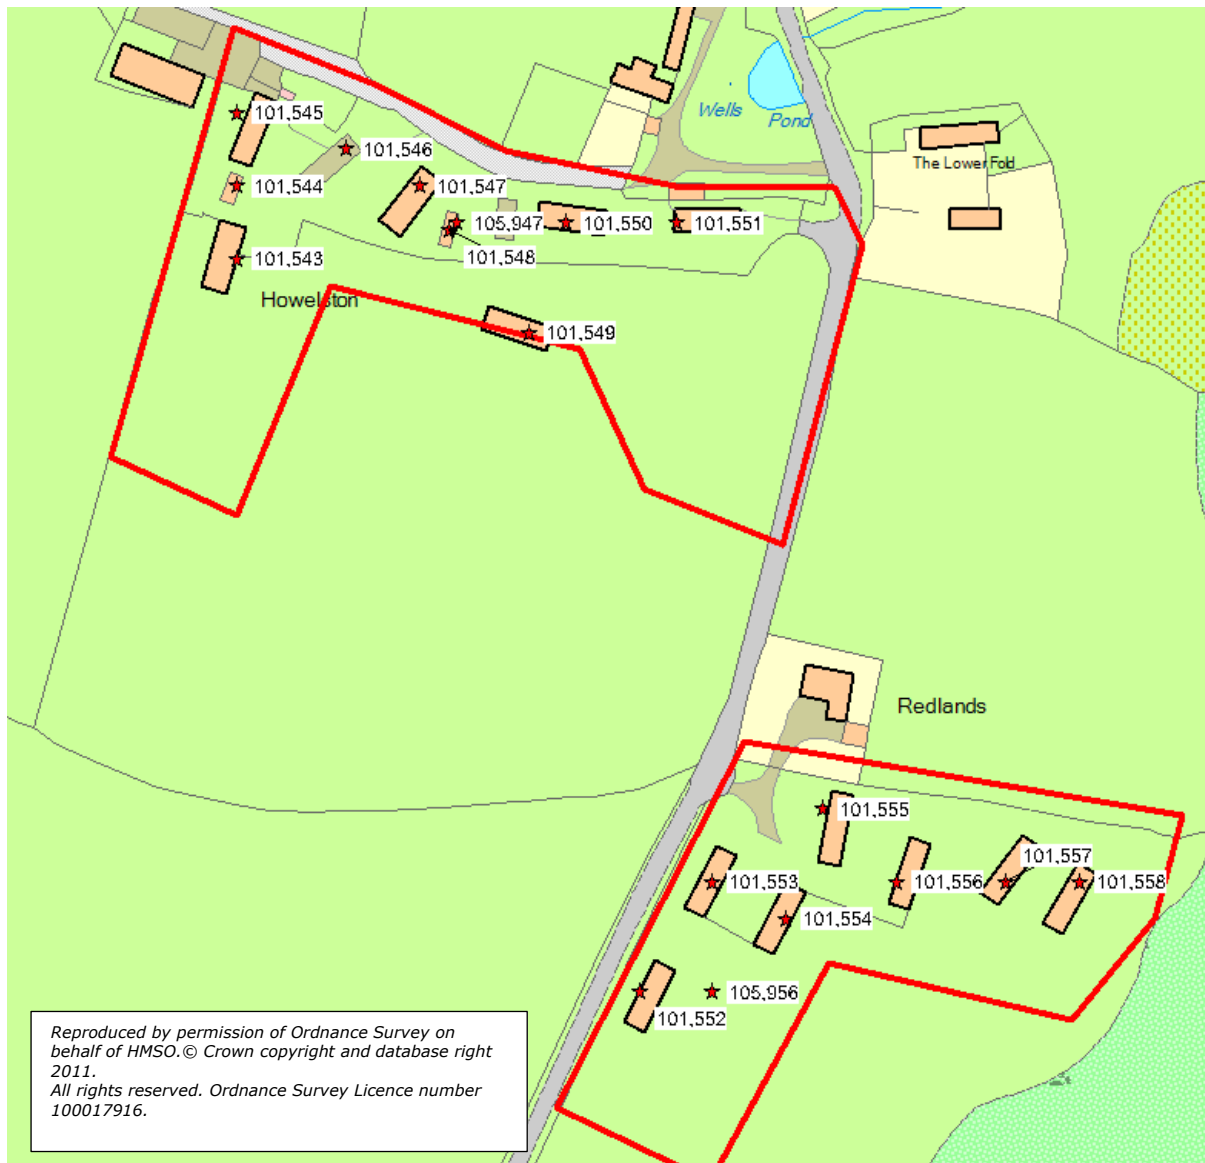 Wells
Pond
101,545
101,546
The Lower Fold
101,544
101,547
105,947
101,550
101,551
101,548
101,543
Howelston
101,549
Redlands
101,555
101,557
101,553
101,556
101,558
101,554
105,956
101,552
Reproduced by permission of Ordnance Survey on
behalf of HMSO.© Crown copyright and database right
2011.
All rights reserved. Ordnance Survey Licence number
100017916.